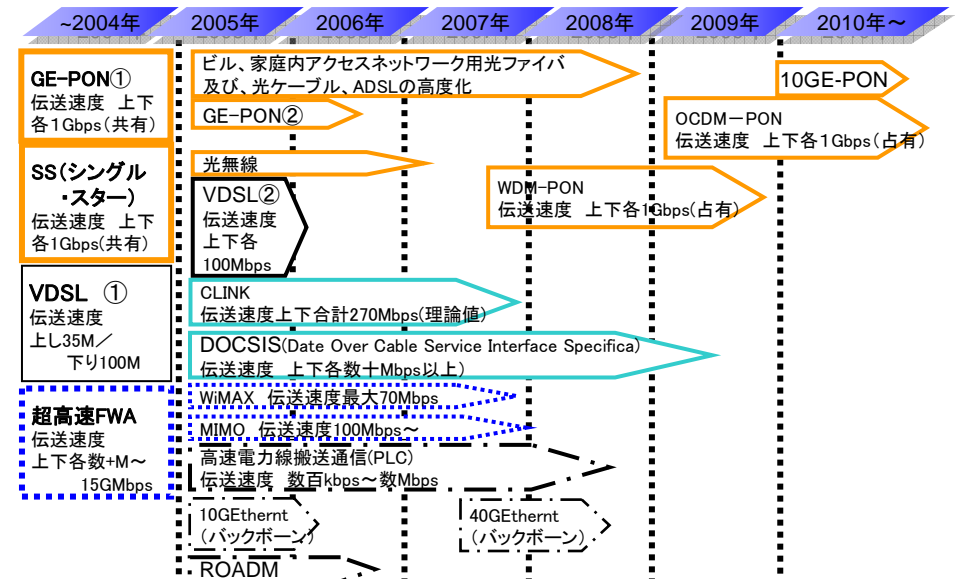 ~2004年
2005年
2006年
2007年
2008年
2009年
2010年～
GE-PON①
伝送速度 上下
各1Gbps(共有)
SS(シングル
・スター)
伝送速度 上下
各1Gbps(共有)
VDSL ①
伝送速度
上し35M／
下り100M
超高速FWA
伝送速度
上下各数+M～
15GMbps
ビル、家庭内アクセスネットワーク用光ファイバ
及び、光ケーブル、ADSLの高度化
GE-PON②
10GE-PON
OCDM－PON
伝送速度 上下各1Gbps(占有)
光無線
VDSL②
伝送速度
上下各
100Mbps
WDM-PON
伝送速度 上下各1Gbps(占有)
CLINK
伝送速度上下合計270Mbps(理論値)
DOCSIS(Date Over Cable Service Interface Specifica)
伝送速度 上下各数十Mbps以上)
WiMAX 伝送速度最大70Mbps
MIMO 伝送速度100Mbps～
高速電力線搬送通信(PLC)
伝送速度 数百kbps～数Mbps
10GEthernt
(バックボーン)
40GEthernt
(バックボーン)
ROADM